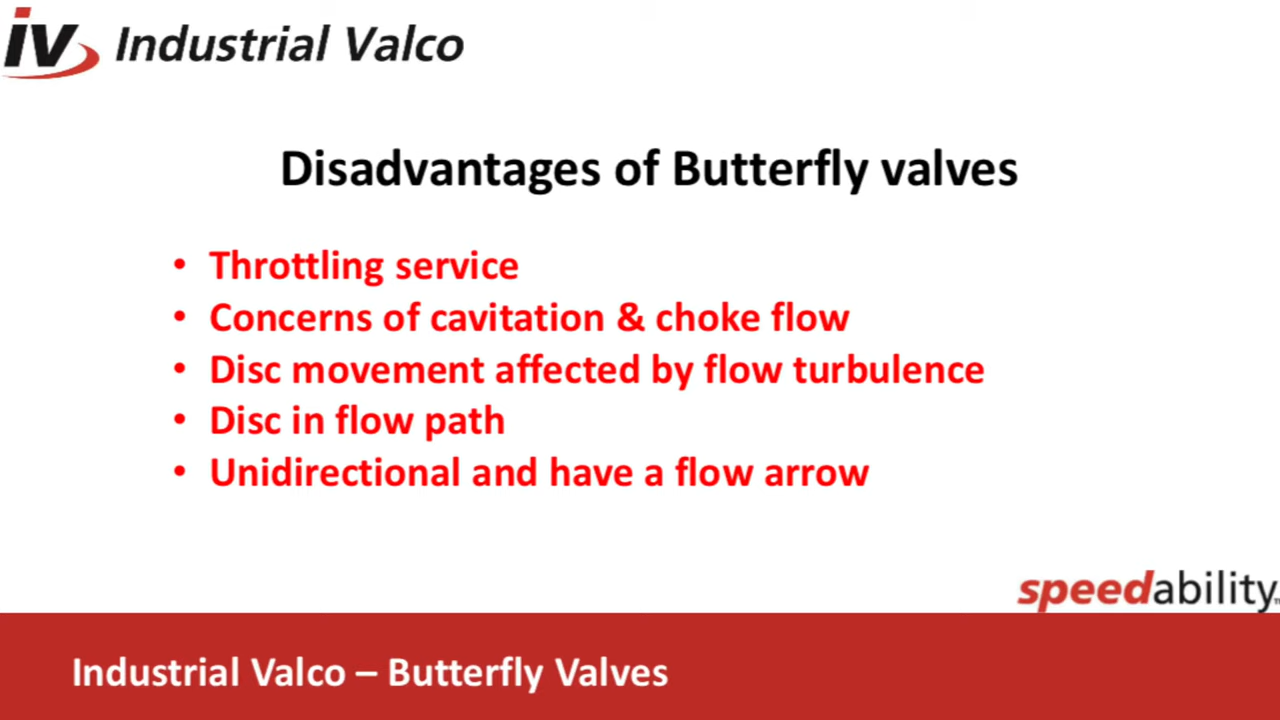 iv Industrial Valco
Disadvantages of Butterfly valves
• Throttling service
• Concerns of cavitation & choke flow
• Disc movement affected by flow turbulence
• Disc in flow path
• Unidirectional and have a flow arrow
speedability™
Industrial Valco – Butterfly Valves